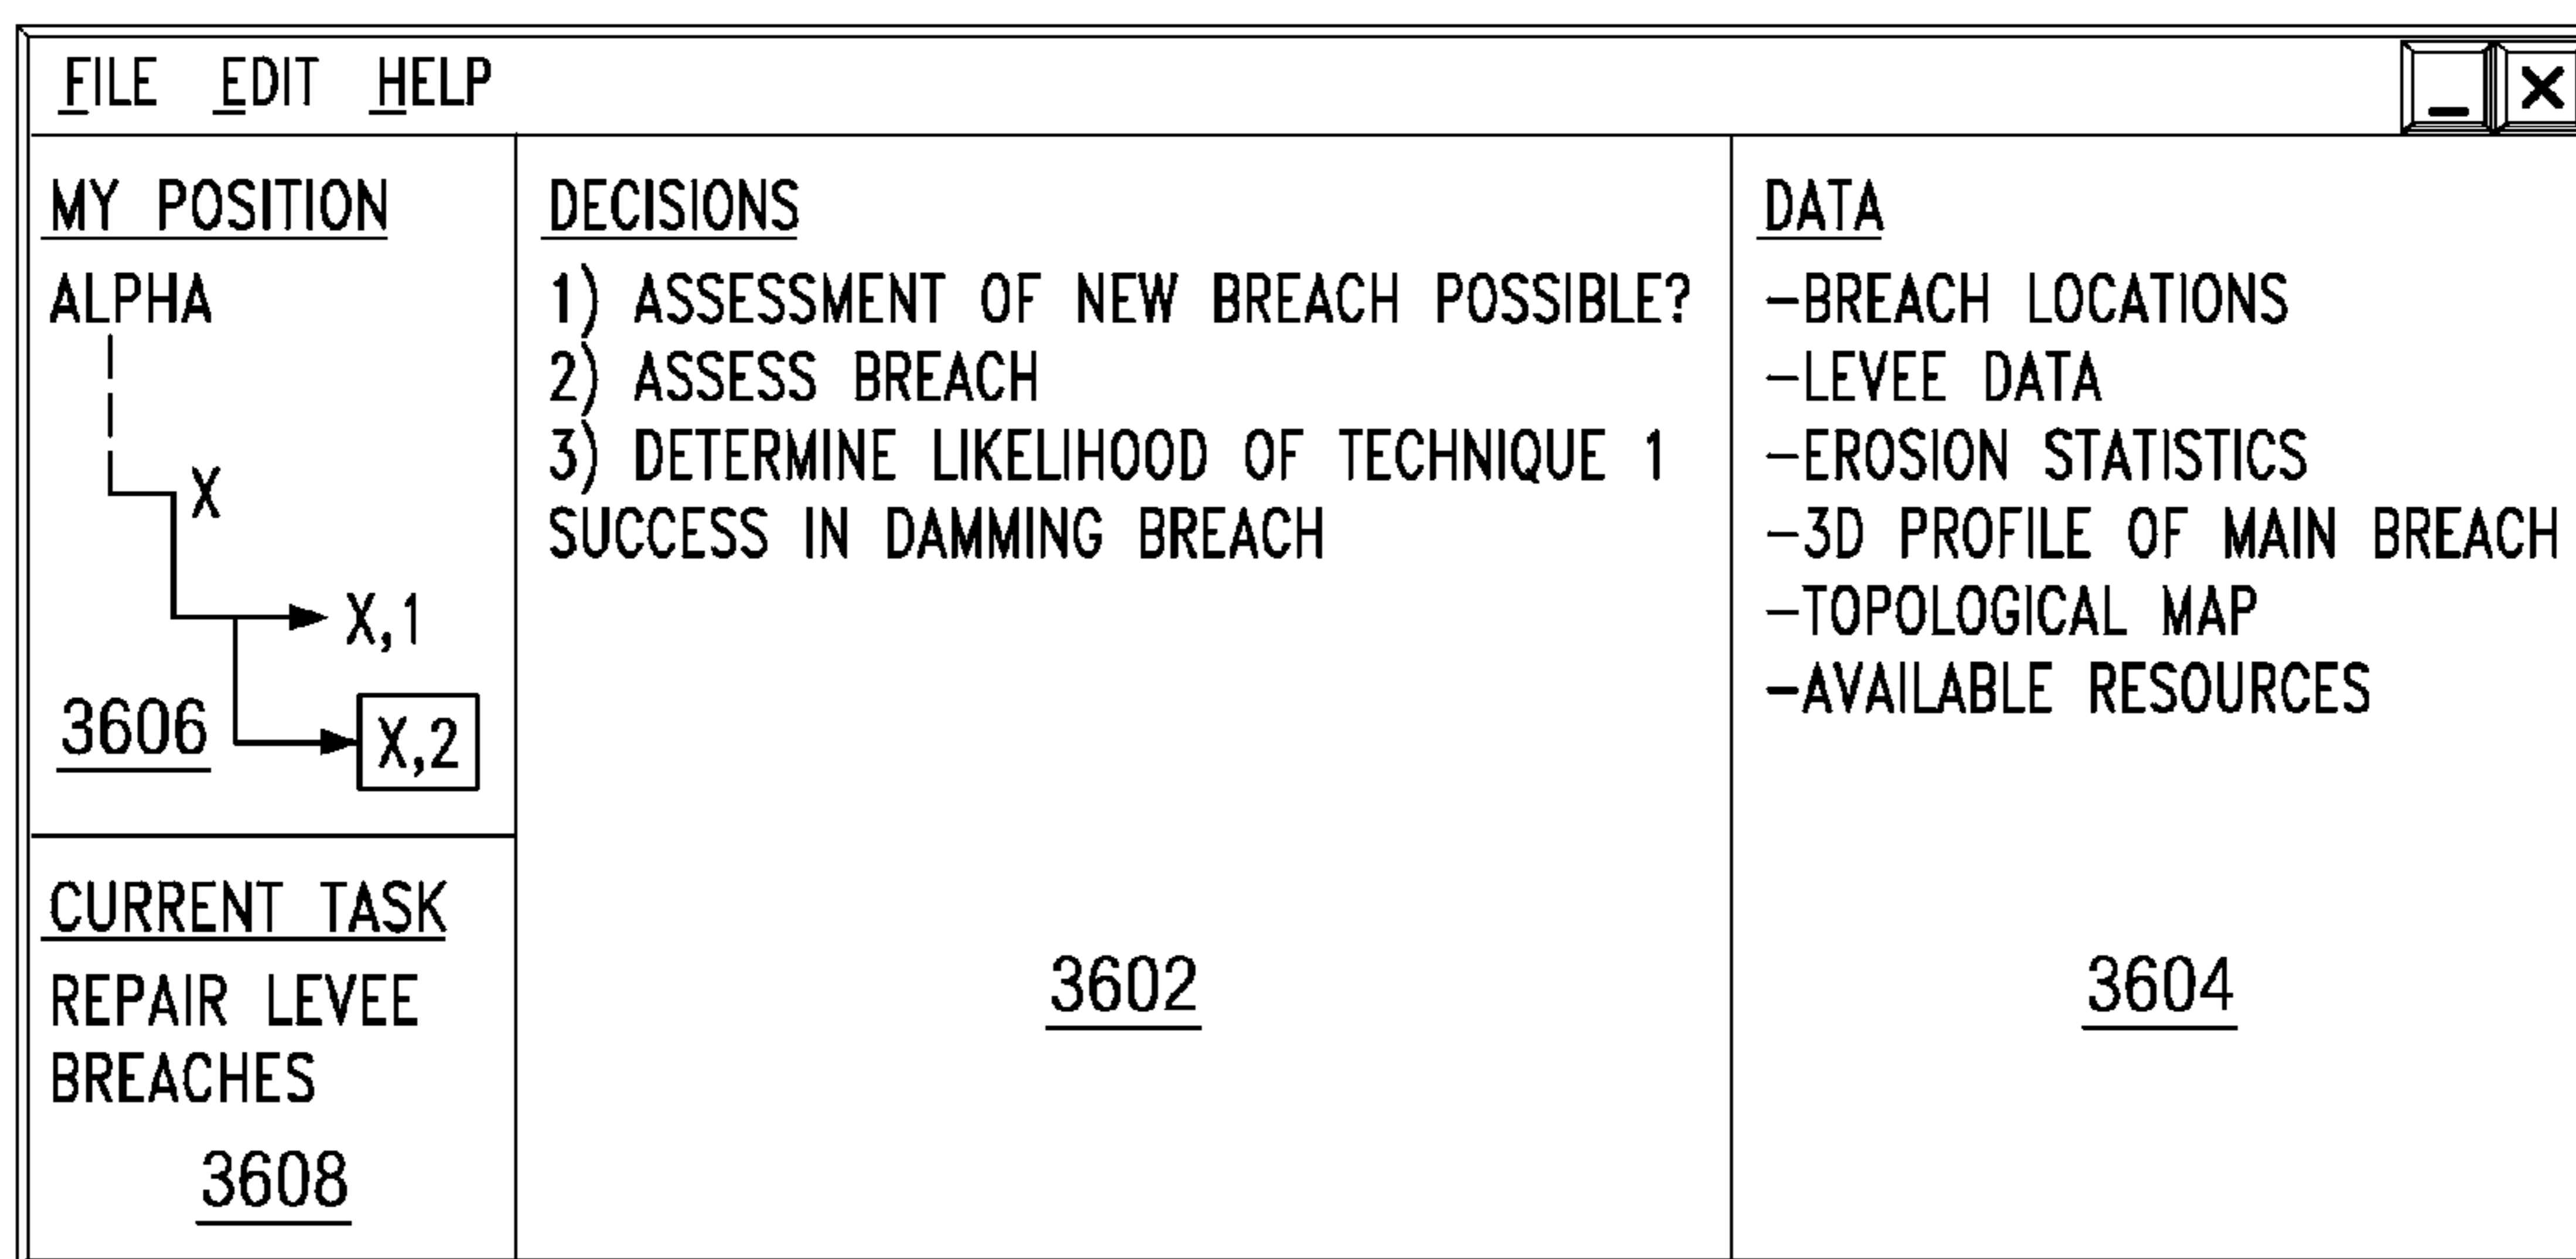 FILE EDIT HELP
MY POSITION
ALPHA
X
X,1
X,2
3606
CURRENT TASK
REPAIR LEVEE
BREACHES
3608
DECISIONS
1) ASSESSMENT OF NEW BREACH POSSIBLE?
2) ASSESS BREACH
3) DETERMINE LIKELIHOOD OF TECHNIQUE 1
SUCCESS IN DAMMING BREACH
3602
DATA
-BREACH LOCATIONS
-LEVEE DATA
-EROSION STATISTICS
-3D PROFILE OF MAIN BREACH
-TOPOLOGICAL MAP
-AVAILABLE RESOURCES
3604